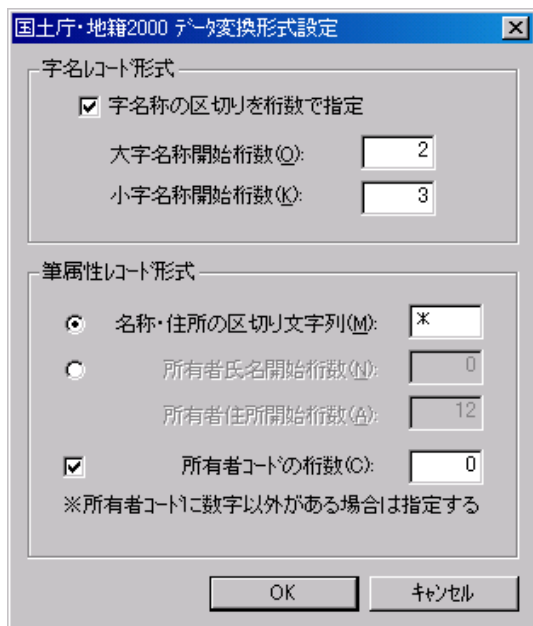 国土庁・地籍2000 ﾃﾞｰﾀ変換形式設定
字名ﾚｺｰﾄﾞ形式
字名称の区切りを桁数で指定
大字名称開始桁数(O): 2
小字名称開始桁数(K): 3
筆属性ﾚｺｰﾄﾞ形式
名称・住所の区切り文字列(M): *
所有者氏名開始桁数(N): 0
所有者住所開始桁数(A): 12
所有者ｺｰﾄﾞの桁数(C): 0
※所有者ｺｰﾄﾞに数字以外がある場合は指定する
OK ｷｬﾝｾﾙ